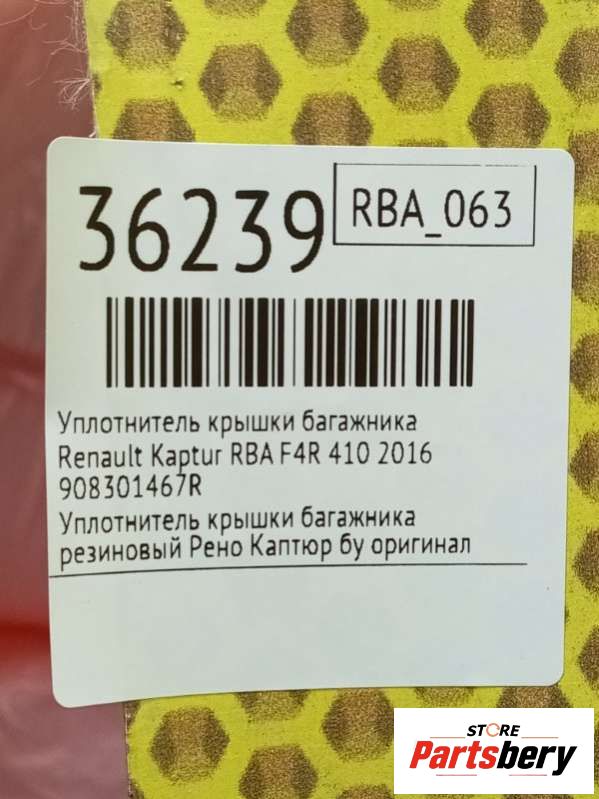 36239
RBA_063
Уплотнитель крышки багажника
Renault Kaptur RBA F4R 410 2016
908301467R
Уплотнитель крышки багажника
резиновый Рено Каптюр бу оригинал
STORE
Partsbery